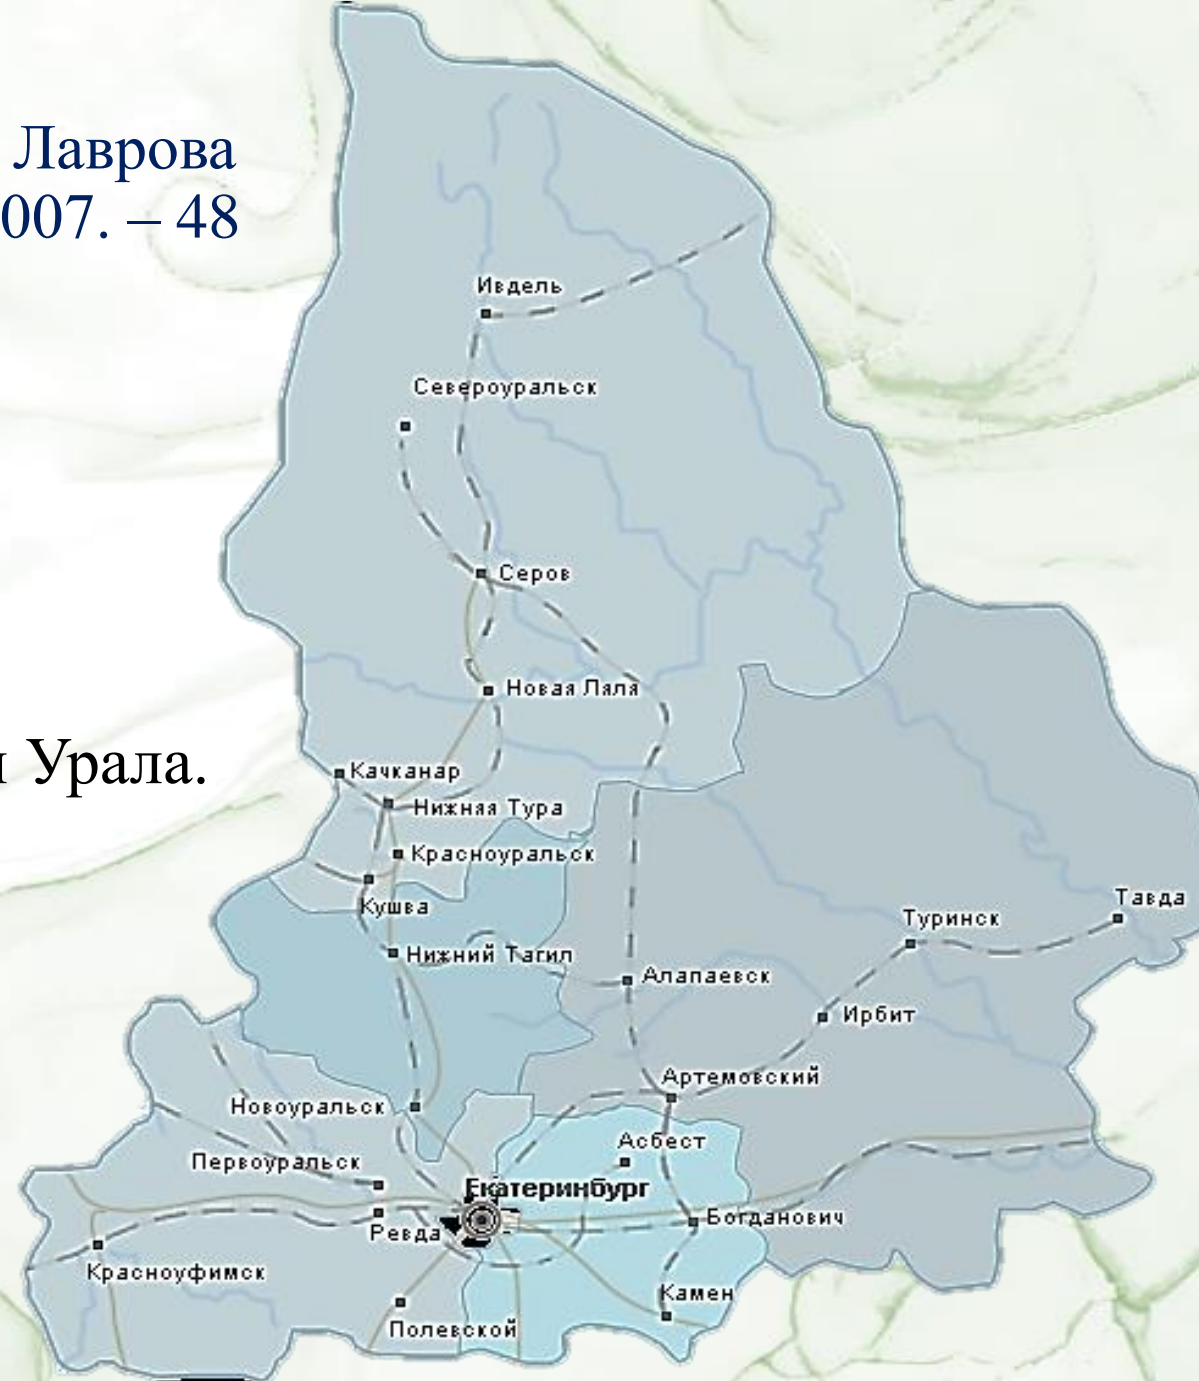 Лаврова
007. – 48
Ивдель
Североуральск
Серов
Новая Ляля
Урала.
Качканар
Нижняя Тура
Красноуральск
Кушва
Тавда
Туринск
Нижний Тагил
Алапаевск
Ирбит
Артемовский
Новоуральск
Асбест
Первоуральск
Екатеринбург
Богданович
Ревда
Красноуфимск
Камен
Полевской